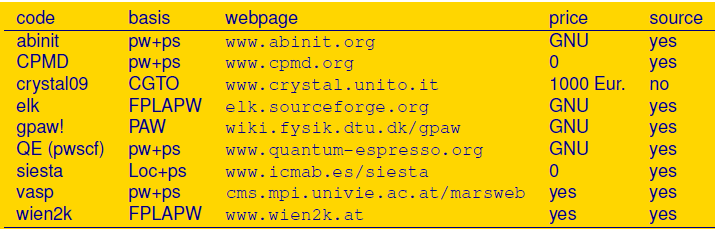 code basis webpage price source
abinit pw+ps www.abinit.org GNU yes
CPMD pw+ps www.cpmd.org 0 yes
crystal09 CGTO www.crystal.unito.it 1000 Eur. no
elk FPLAPW elk.sourceforge.org GNU yes
gpaw! PAW wiki.fysik.dtu.dk/gpaw GNU yes
QE (pwscf) pw+ps www.quantum-espresso.org GNU yes
siesta Loc+ps www.icmab.es/siesta 0 yes
vasp pw+ps cms.mpi.univie.ac.at/marsweb yes yes
wien2k FPLAPW www.wien2k.at yes yes